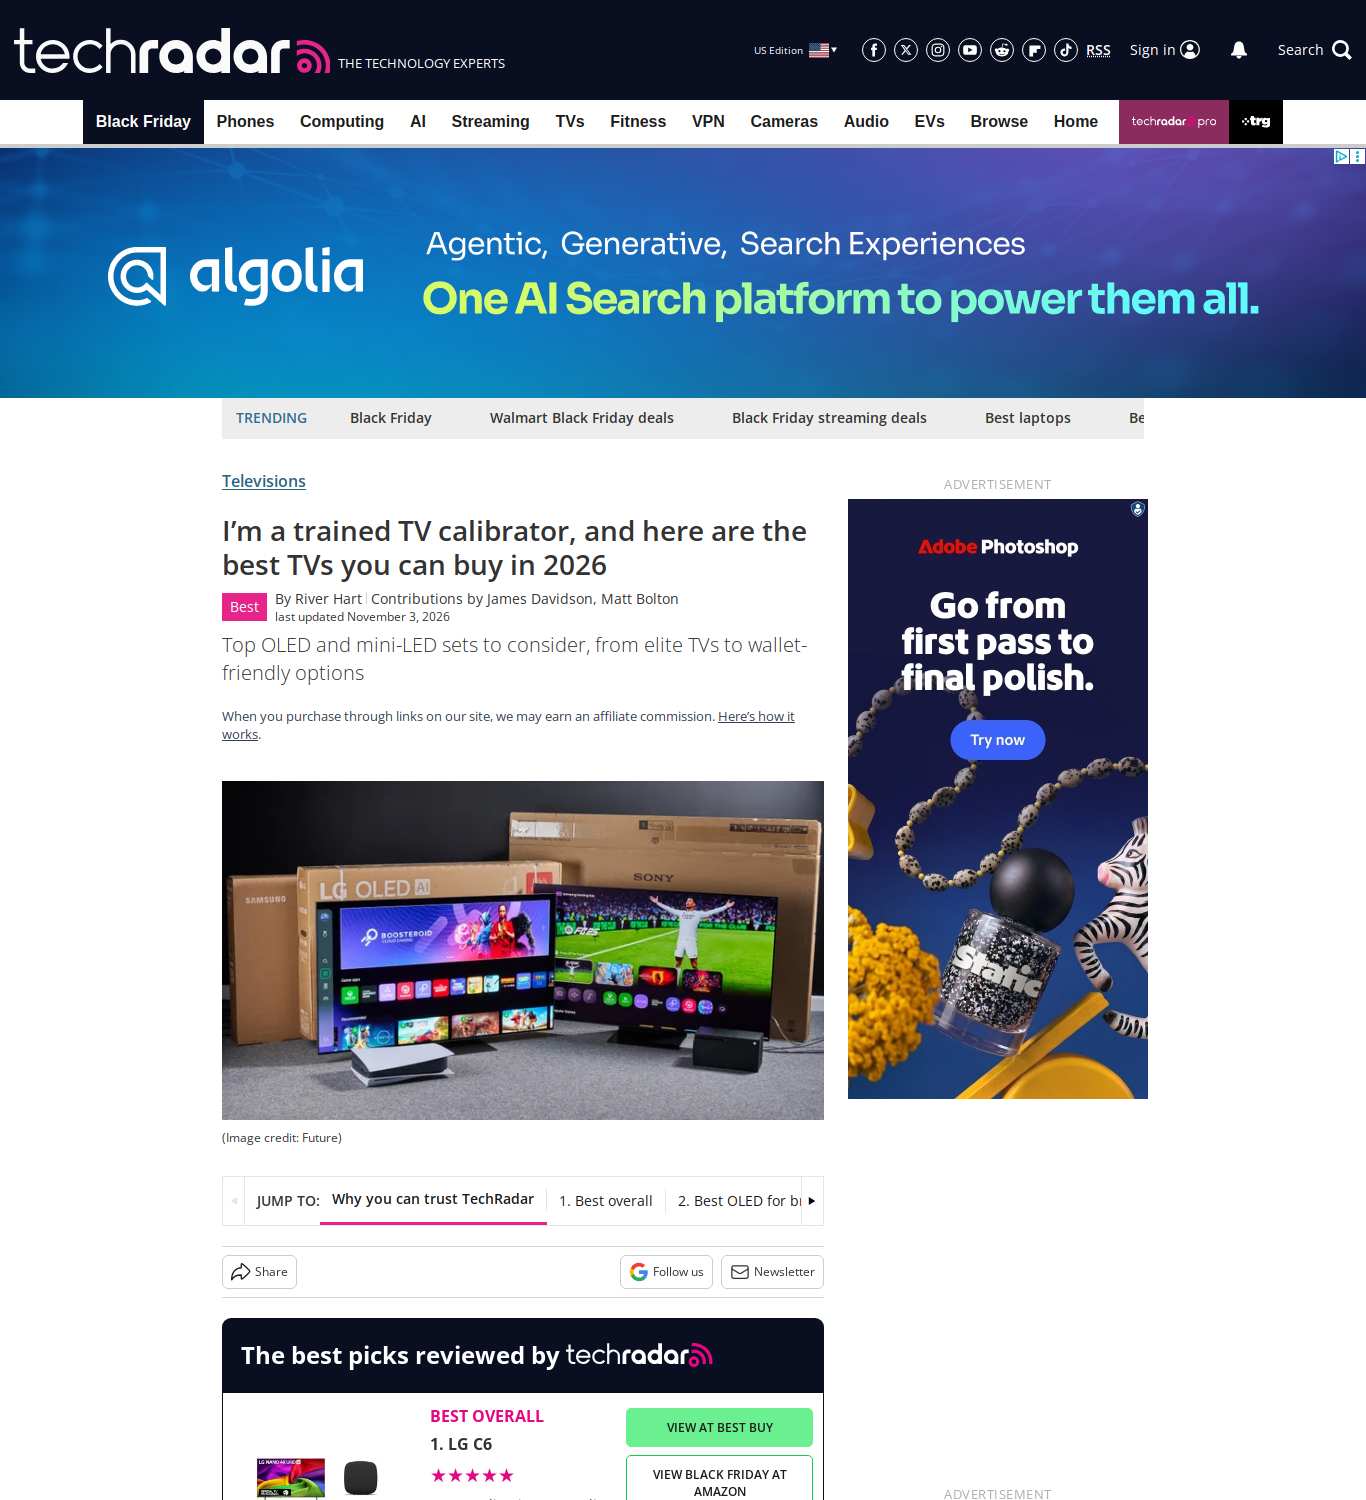 techradar THE TECHNOLOGY EXPERTS
US Edition
RSS
Sign in
Search
Black Friday
Phones
Computing
AI
Streaming
TVs
Fitness
VPN
Cameras
Audio
EVs
Browse
Home
techradar pro
trg
algolia
Agentic, Generative, Search Experiences
One AI Search platform to power them all.
TRENDING
Black Friday
Walmart Black Friday deals
Black Friday streaming deals
Best laptops
Be
Televisions
I’m a trained TV calibrator, and here are the
best TVs you can buy in 2026
Best
By River Hart
Contributions by James Davidson, Matt Bolton
last updated November 3, 2026
Top OLED and mini-LED sets to consider, from elite TVs to wallet-
friendly options
When you purchase through links on our site, we may earn an affiliate commission. Here’s how it
works.
SAMSUNG
LG OLED AI
SONY
BOOSTEROID
CLOUD GAMING
FC 25
(Image credit: Future)
JUMP TO:
Why you can trust TechRadar
1. Best overall
2. Best OLED for br
Share
Follow us
Newsletter
The best picks reviewed by techradar
BEST OVERALL
1. LG C6
VIEW AT BEST BUY
VIEW BLACK FRIDAY AT
AMAZON
ADVERTISEMENT
Adobe Photoshop
Go from
first pass to
final polish.
Try now
Static
ADVERTISEMENT